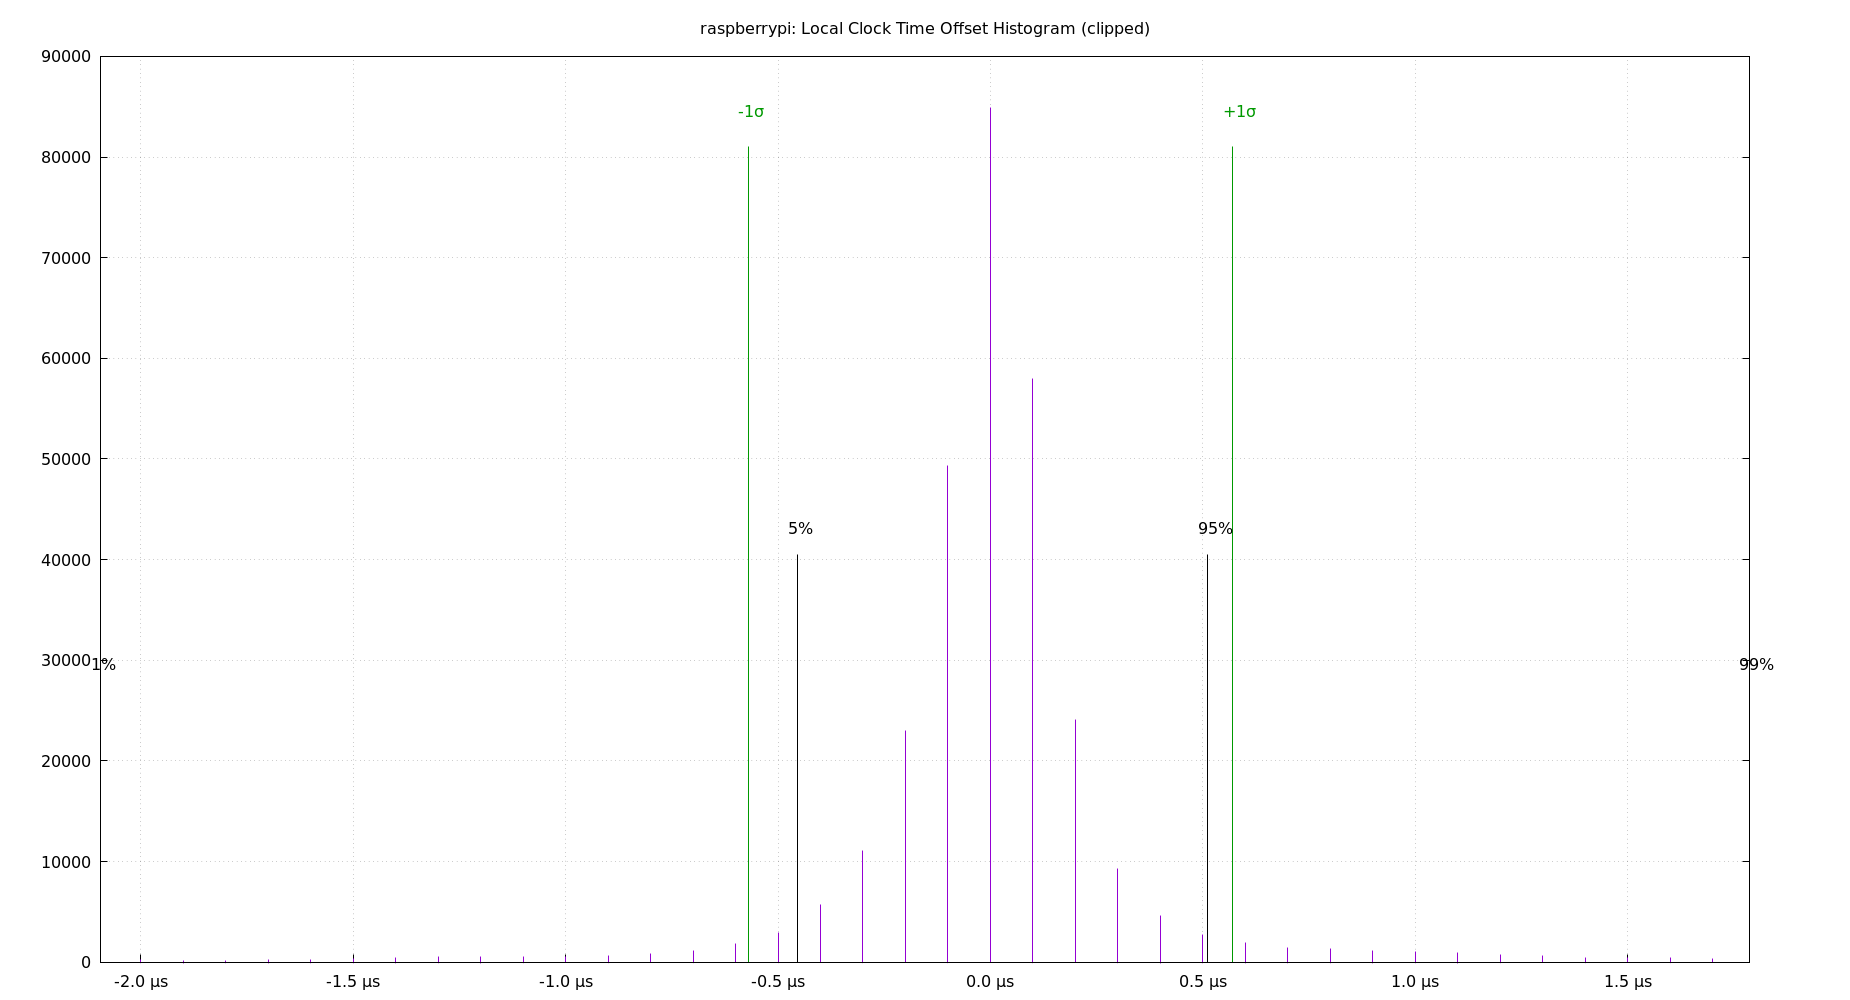 raspberrypi: Local Clock Time Offset Histogram (clipped)
90000
-1σ
+1σ
80000
70000
60000
50000
5%
95%
40000
30000
1%
99%
20000
10000
0
-2.0 µs
-1.5 µs
-1.0 µs
-0.5 µs
0.0 µs
0.5 µs
1.0 µs
1.5 µs